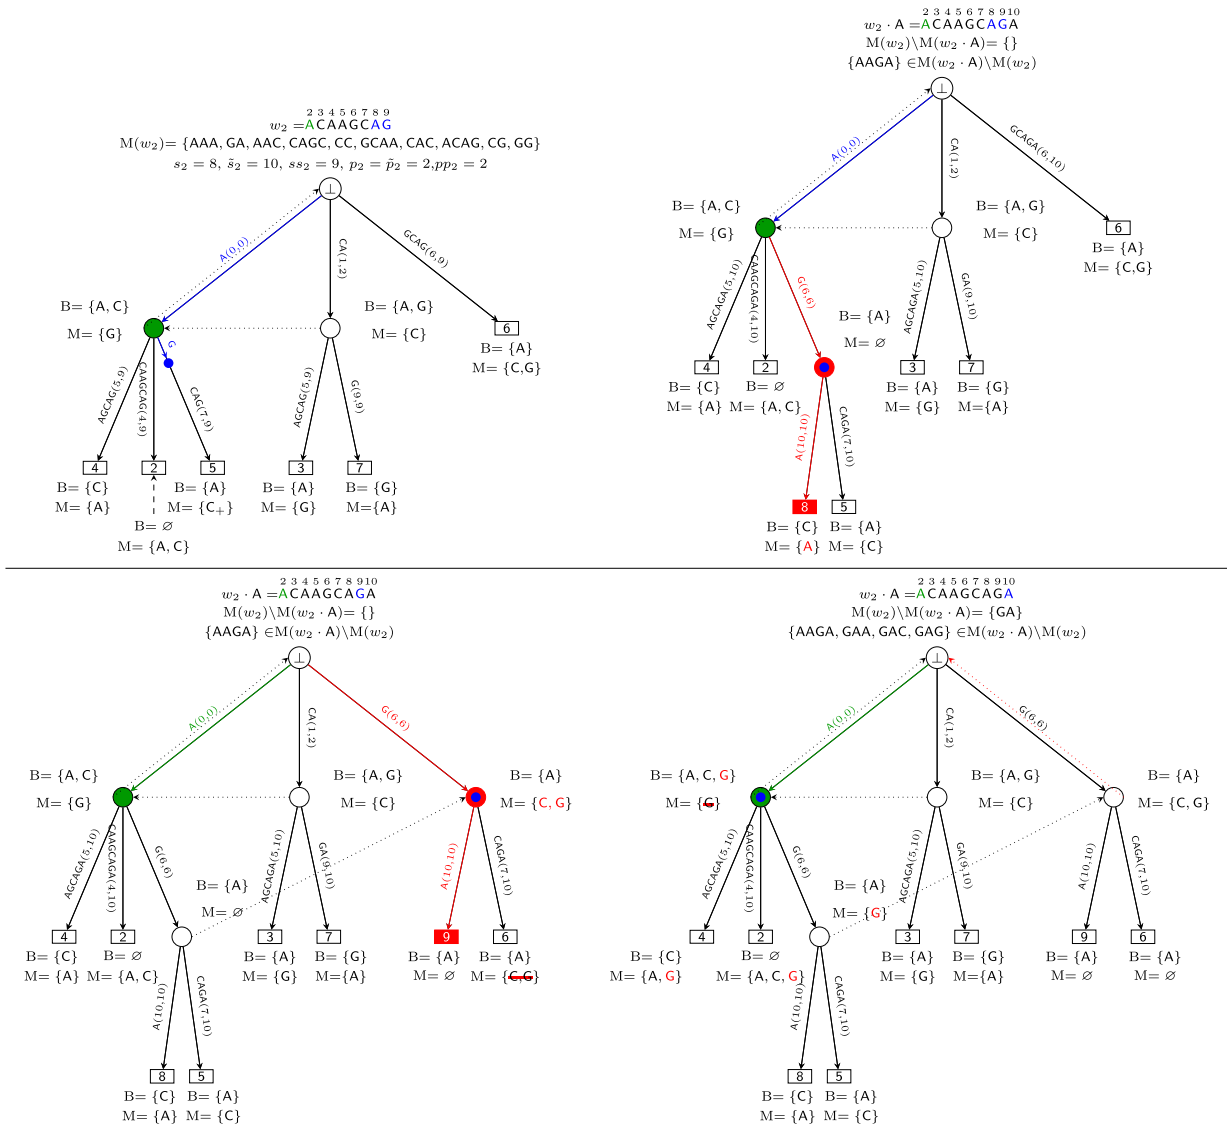 2 3 4 5 6 7 8 9
w₂ =ACAAGCAG
M(w₂)= {AAA, GA, AAC, CAGC, CC, GCAA, CAC, ACAG, CG, GG}
s₂ = 8, s̃₂ = 10, ss₂ = 9, p₂ = p̃₂ = 2,pp₂ = 2
⊥
A(0,0)
CA(1,2)
GCAG(6,9)
B= {A, C}
M= {G}
B= {A, G}
M= {C}
6
B= {A}
M= {C,G}
G
AGCAG(5,9)
CAAGCAG(4,9)
CAG(7,9)
AGCAG(5,9)
G(9,9)
4
2
5
3
7
B= {C}
M= {A}
B= {A}
M= {C₊}
B= {A}
M= {G}
B= {G}
M={A}
B= ∅
M= {A, C}
2 3 4 5 6 7 8 9 10
w₂ · A =ACAAGCAGA
M(w₂)\M(w₂ · A)= {}
{AAGA} ∈M(w₂ · A)\M(w₂)
⊥
A(0,0)
CA(1,2)
GCAGA(6,10)
B= {A, C}
M= {G}
B= {A, G}
M= {C}
6
B= {A}
M= {C,G}
AGCAGA(5,10)
CAAGCAGA(4,10)
G(6,6)
AGCAGA(5,10)
GA(9,10)
B= {A}
M= ∅
4
2
3
7
B= {C}
M= {A}
B= ∅
M= {A, C}
B= {A}
M= {G}
B= {G}
M={A}
A(10,10)
CAGA(7,10)
8
5
B= {C}
M= {A}
B= {A}
M= {C}
2 3 4 5 6 7 8 9 10
w₂ · A =ACAAGCAGA
M(w₂)\M(w₂ · A)= {}
{AAGA} ∈M(w₂ · A)\M(w₂)
⊥
A(0,0)
CA(1,2)
G(6,6)
B= {A, C}
M= {G}
B= {A, G}
M= {C}
B= {A}
M= {C, G}
AGCAGA(5,10)
CAAGCAGA(4,10)
G(6,6)
AGCAGA(5,10)
GA(9,10)
A(10,10)
CAGA(7,10)
B= {A}
M= ∅
4
2
3
7
9
6
B= {C}
M= {A}
B= ∅
M= {A, C}
B= {A}
M= {G}
B= {G}
M={A}
B= {A}
M= ∅
B= {A}
M= {C,G}
A(10,10)
CAGA(7,10)
8
5
B= {C}
M= {A}
B= {A}
M= {C}
2 3 4 5 6 7 8 9 10
w₂ · A =ACAAGCAGA
M(w₂)\M(w₂ · A)= {GA}
{AAGA, GAA, GAC, GAG} ∈M(w₂ · A)\M(w₂)
⊥
A(0,0)
CA(1,2)
G(6,6)
B= {A, C, G}
M= {G}
B= {A, G}
M= {C}
B= {A}
M= {C, G}
AGCAGA(5,10)
CAAGCAGA(4,10)
G(6,6)
AGCAGA(5,10)
GA(9,10)
A(10,10)
CAGA(7,10)
B= {A}
M= {G}
4
2
3
7
9
6
B= {C}
M= {A, G}
B= ∅
M= {A, C, G}
B= {A}
M= {G}
B= {G}
M={A}
B= {A}
M= ∅
B= {A}
M= ∅
A(10,10)
CAGA(7,10)
8
5
B= {C}
M= {A}
B= {A}
M= {C}